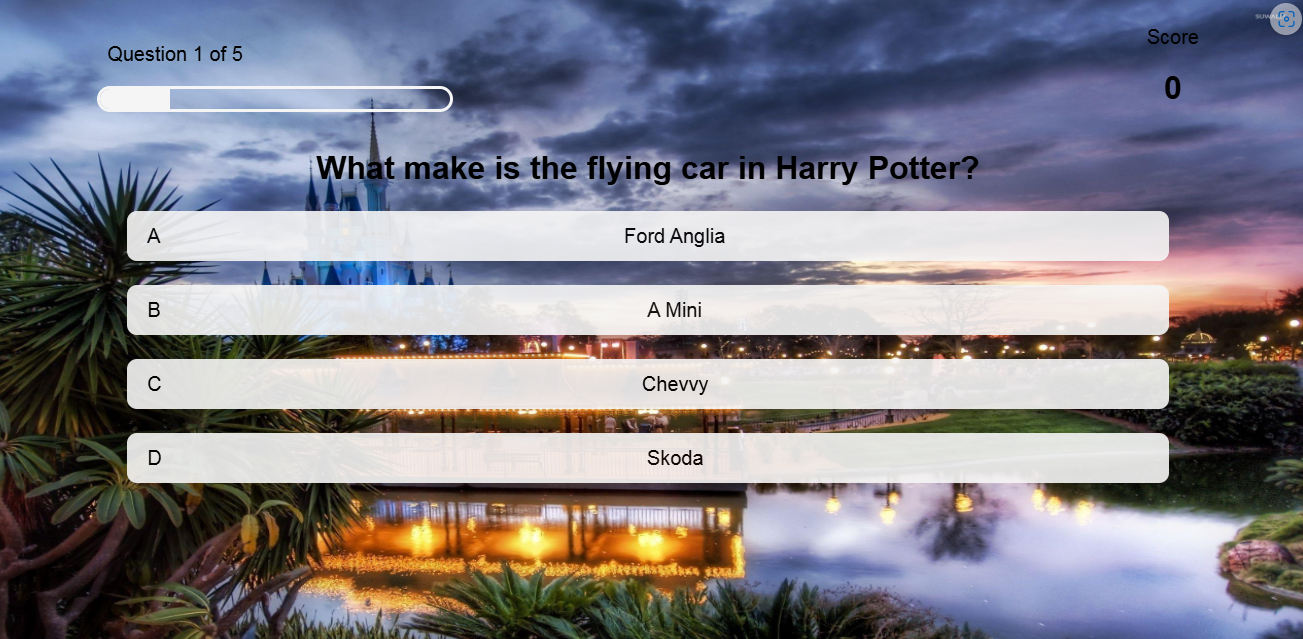 Question 1 of 5
Score
0
What make is the flying car in Harry Potter?
A Ford Anglia
B A Mini
C Chevvy
D Skoda